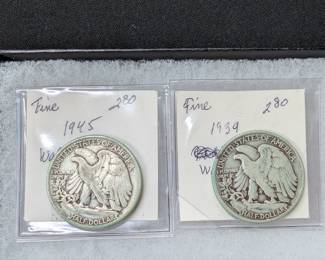 Fine 280
1945
UNITED STATES OF AMERICA
HALF DOLLAR
Fine 280
1939
UNITED STATES OF AMERICA
HALF DOLLAR